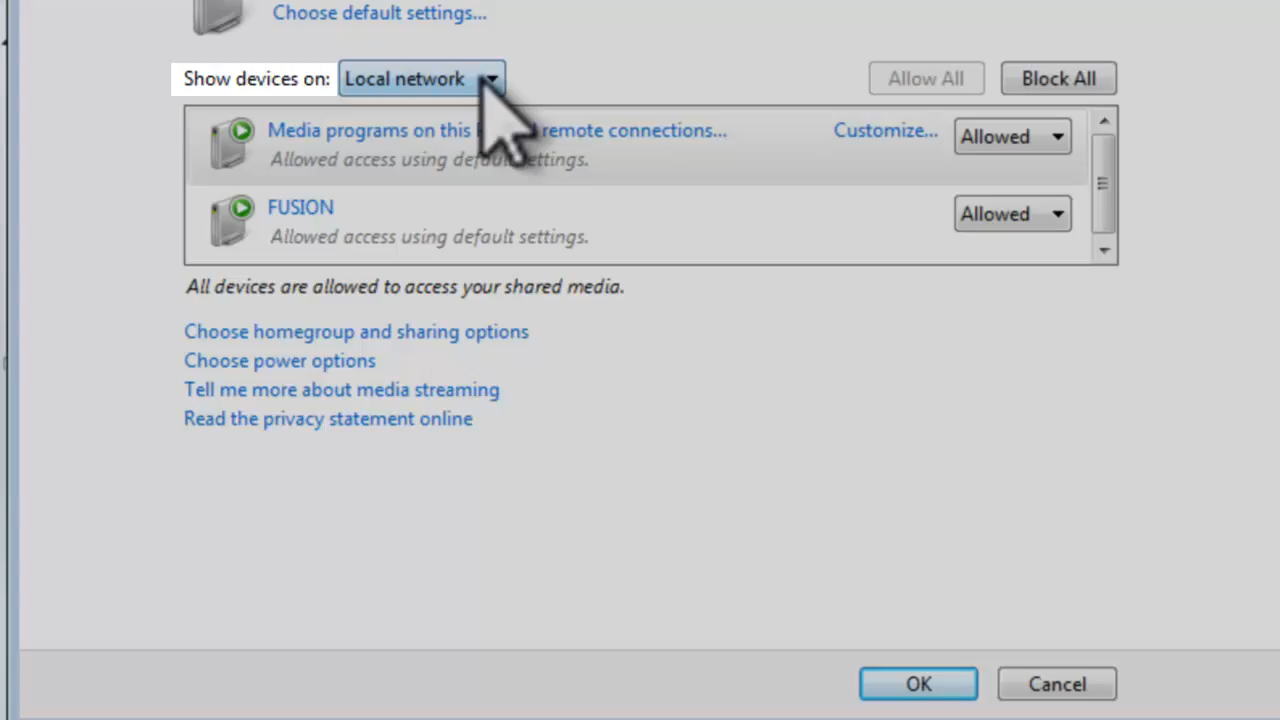 Choose default settings...
Show devices on: Local network Allow All Block All
Media programs on this remote connections... Customize... Allowed
Allowed access using default settings.
FUSION Allowed
Allowed access using default settings.
All devices are allowed to access your shared media.
Choose homegroup and sharing options
Choose power options
Tell me more about media streaming
Read the privacy statement online
OK Cancel